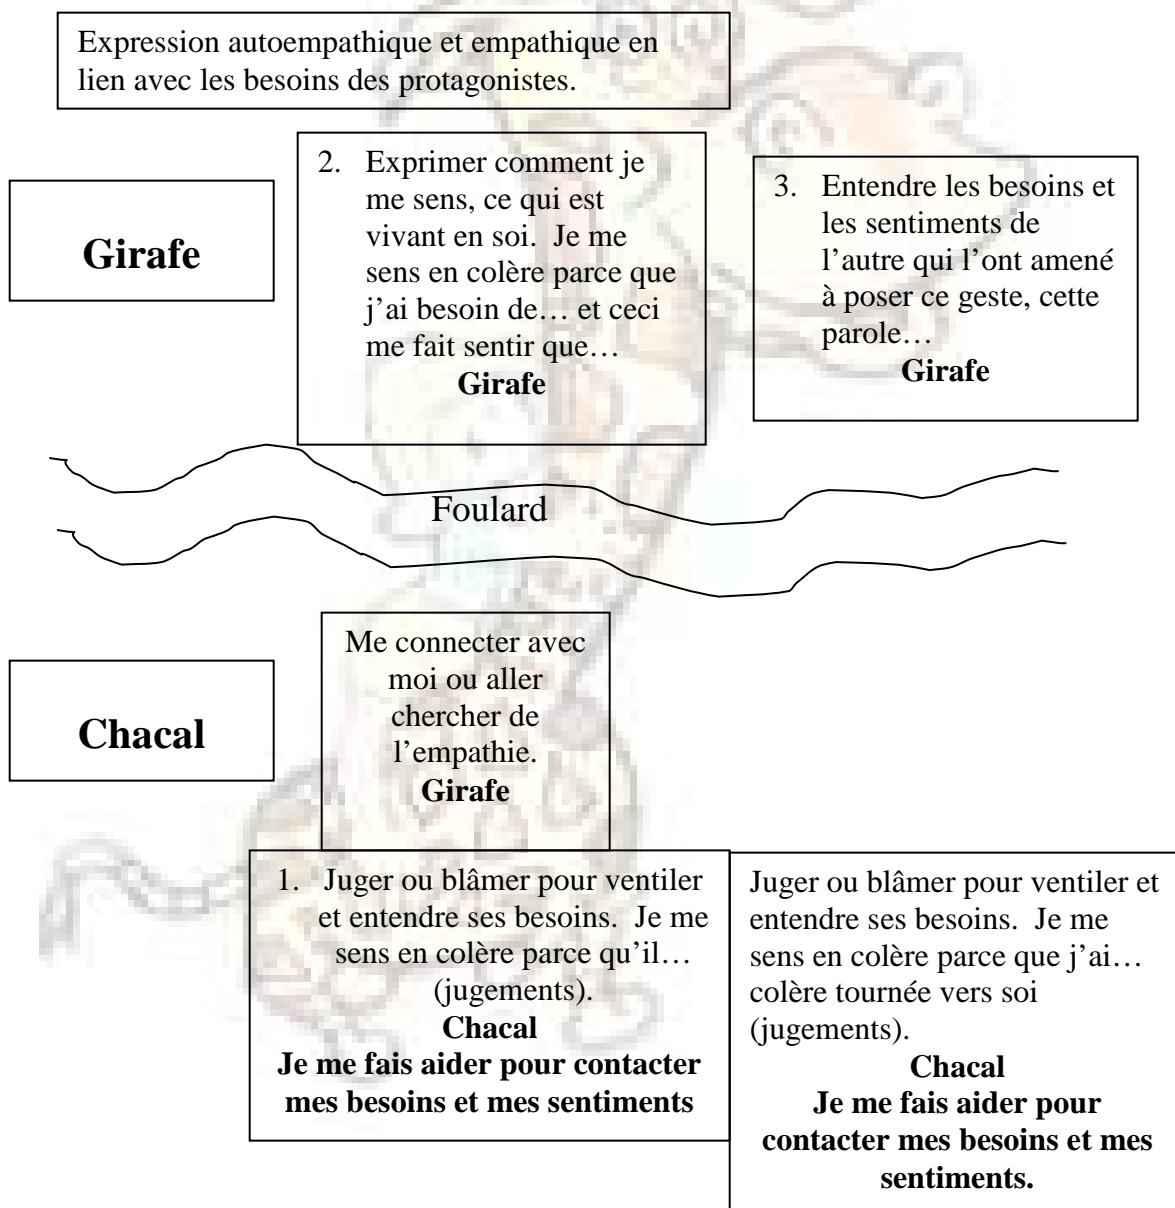 Expression autoempathique et empathique en
lien avec les besoins des protagonistes.
Girafe
2. Exprimer comment je
me sens, ce qui est
vivant en soi. Je me
sens en colère parce que
j’ai besoin de… et ceci
me fait sentir que…
Girafe
3. Entendre les besoins et
les sentiments de
l’autre qui l’ont amené
à poser ce geste, cette
parole…
Girafe
Foulard
Chacal
Me connecter avec
moi ou aller
chercher de
l’empathie.
Girafe
1. Juger ou blâmer pour ventiler
et entendre ses besoins. Je me
sens en colère parce qu’il…
(jugements).
Chacal
Je me fais aider pour contacter
mes besoins et mes sentiments
Juger ou blâmer pour ventiler et
entendre ses besoins. Je me
sens en colère parce que j’ai…
colère tournée vers soi
(jugements).
Chacal
Je me fais aider pour
contacter mes besoins et mes
sentiments.